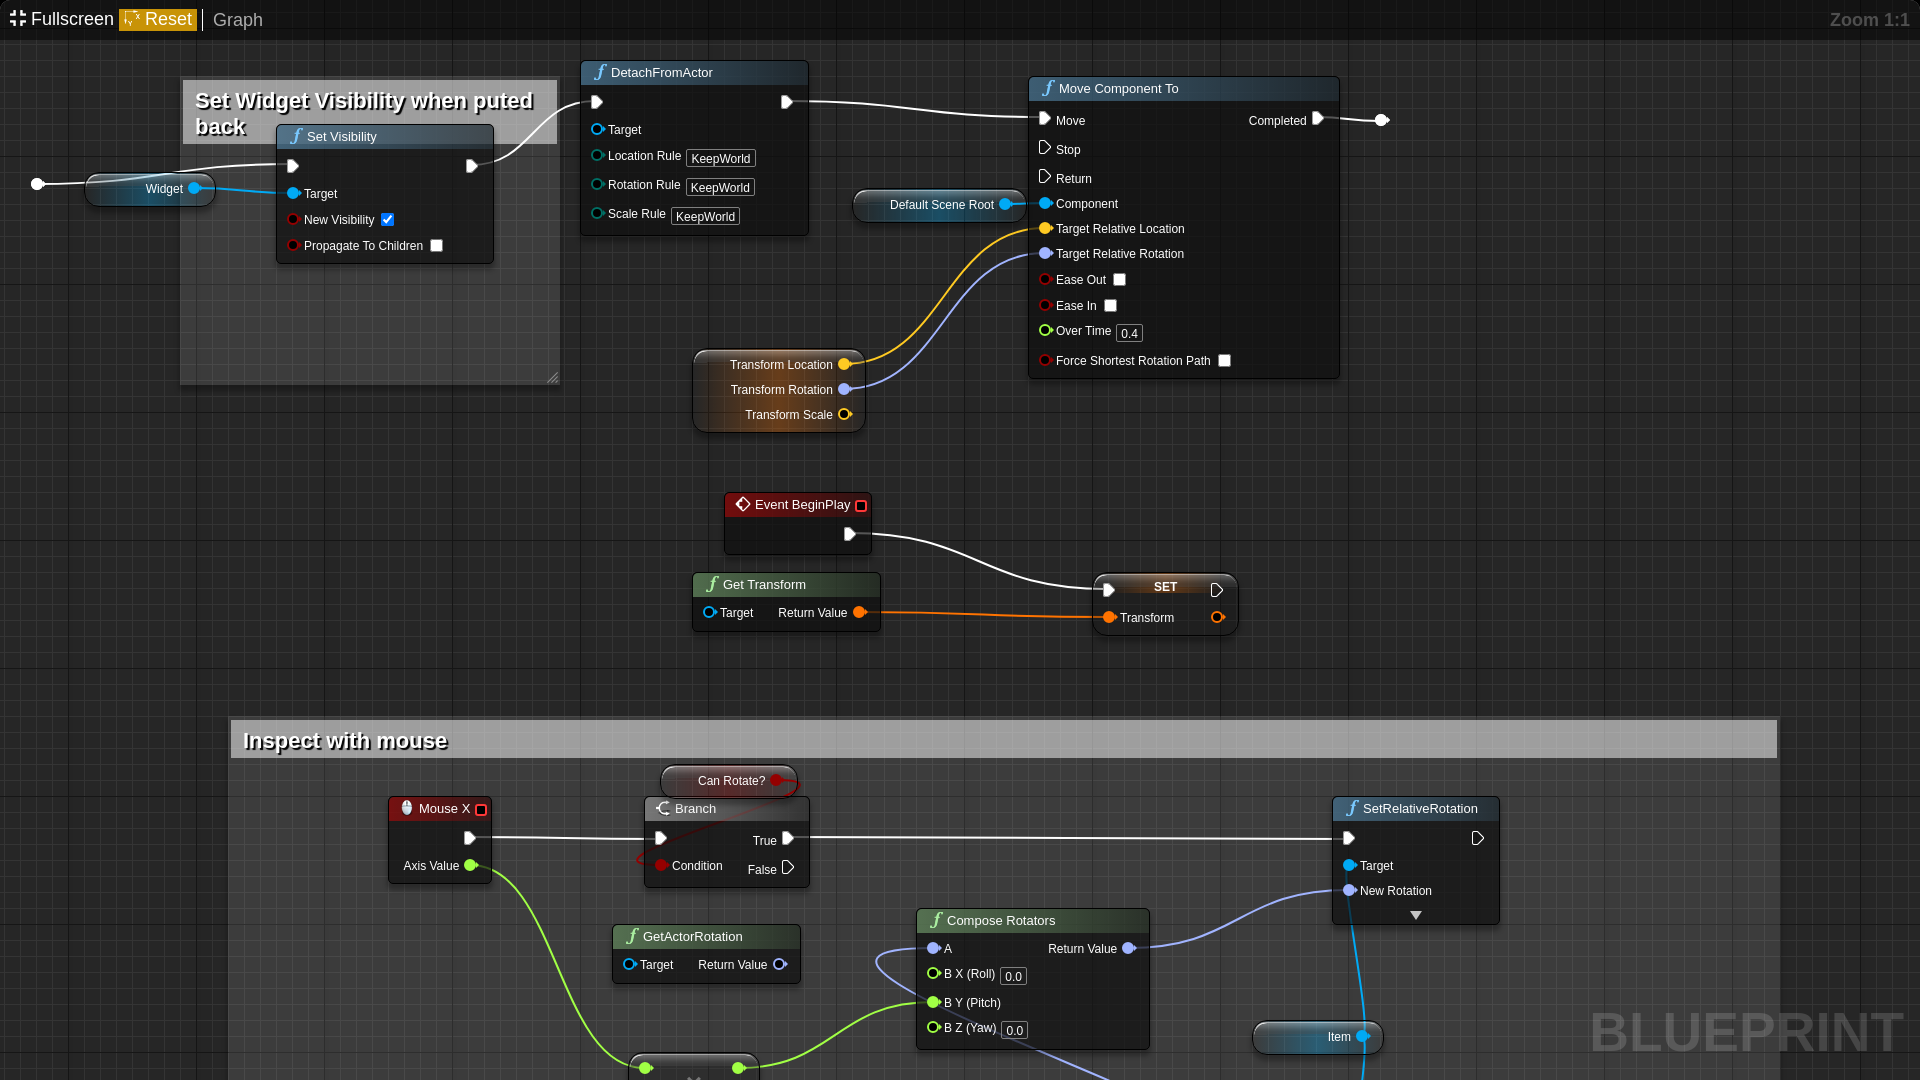 Fullscreen Reset Graph
Zoom 1:1
Set Widget Visibility when puted
back
Set Visibility
Widget
Target
New Visibility
Propagate To Children
DetachFromActor
Target
Location Rule KeepWorld
Rotation Rule KeepWorld
Scale Rule KeepWorld
Move Component To
Move Completed
Stop
Return
Default Scene Root
Component
Target Relative Location
Target Relative Rotation
Ease Out
Ease In
Over Time 0.4
Force Shortest Rotation Path
Transform Location
Transform Rotation
Transform Scale
Event BeginPlay
Get Transform
Target Return Value
SET
Transform
Inspect with mouse
Can Rotate?
Mouse X
Axis Value
Branch
True
Condition
False
SetRelativeRotation
Target
New Rotation
GetActorRotation
Target Return Value
Compose Rotators
A Return Value
B X (Roll) 0.0
B Y (Pitch)
B Z (Yaw) 0.0
Item
BLUEPRINT